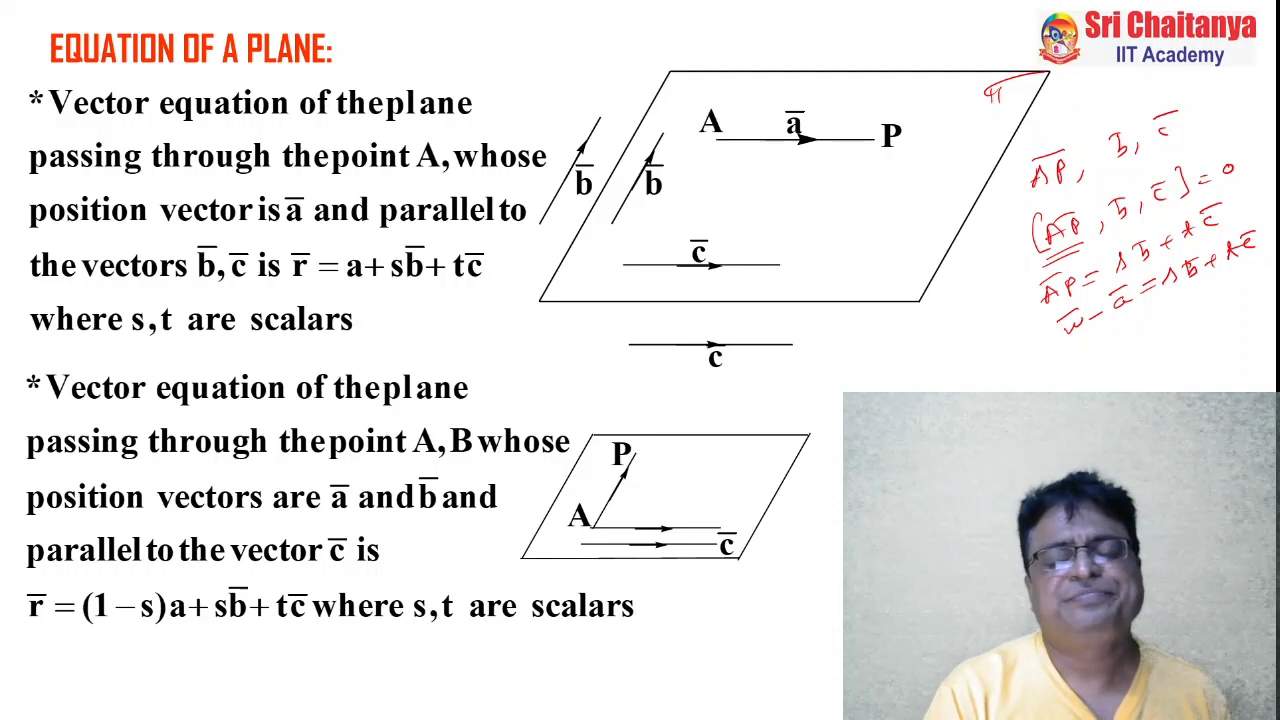 EQUATION OF A PLANE:
Sri Chaitanya
IIT Academy
* Vector equation of the plane
passing through the point A, whose
position vector is a̅ and parallel to
the vectors b̅, c̅ is r̅ = a + sb̅ + tc̅
where s, t are scalars
A a̅ P
b̅ b̅
c̅
c
π
A̅P̅, b̅, c̅
[A̅P̅, b̅, c̅] = 0
A̅P̅ = sb̅ + tc̅
r̅ - a̅ = sb̅ + tc̅
* Vector equation of the plane
passing through the point A, B whose
position vectors are a̅ and b̅ and
parallel to the vector c̅ is
r̅ = (1 – s)a + sb̅ + tc̅ where s, t are scalars
P
A
c̅